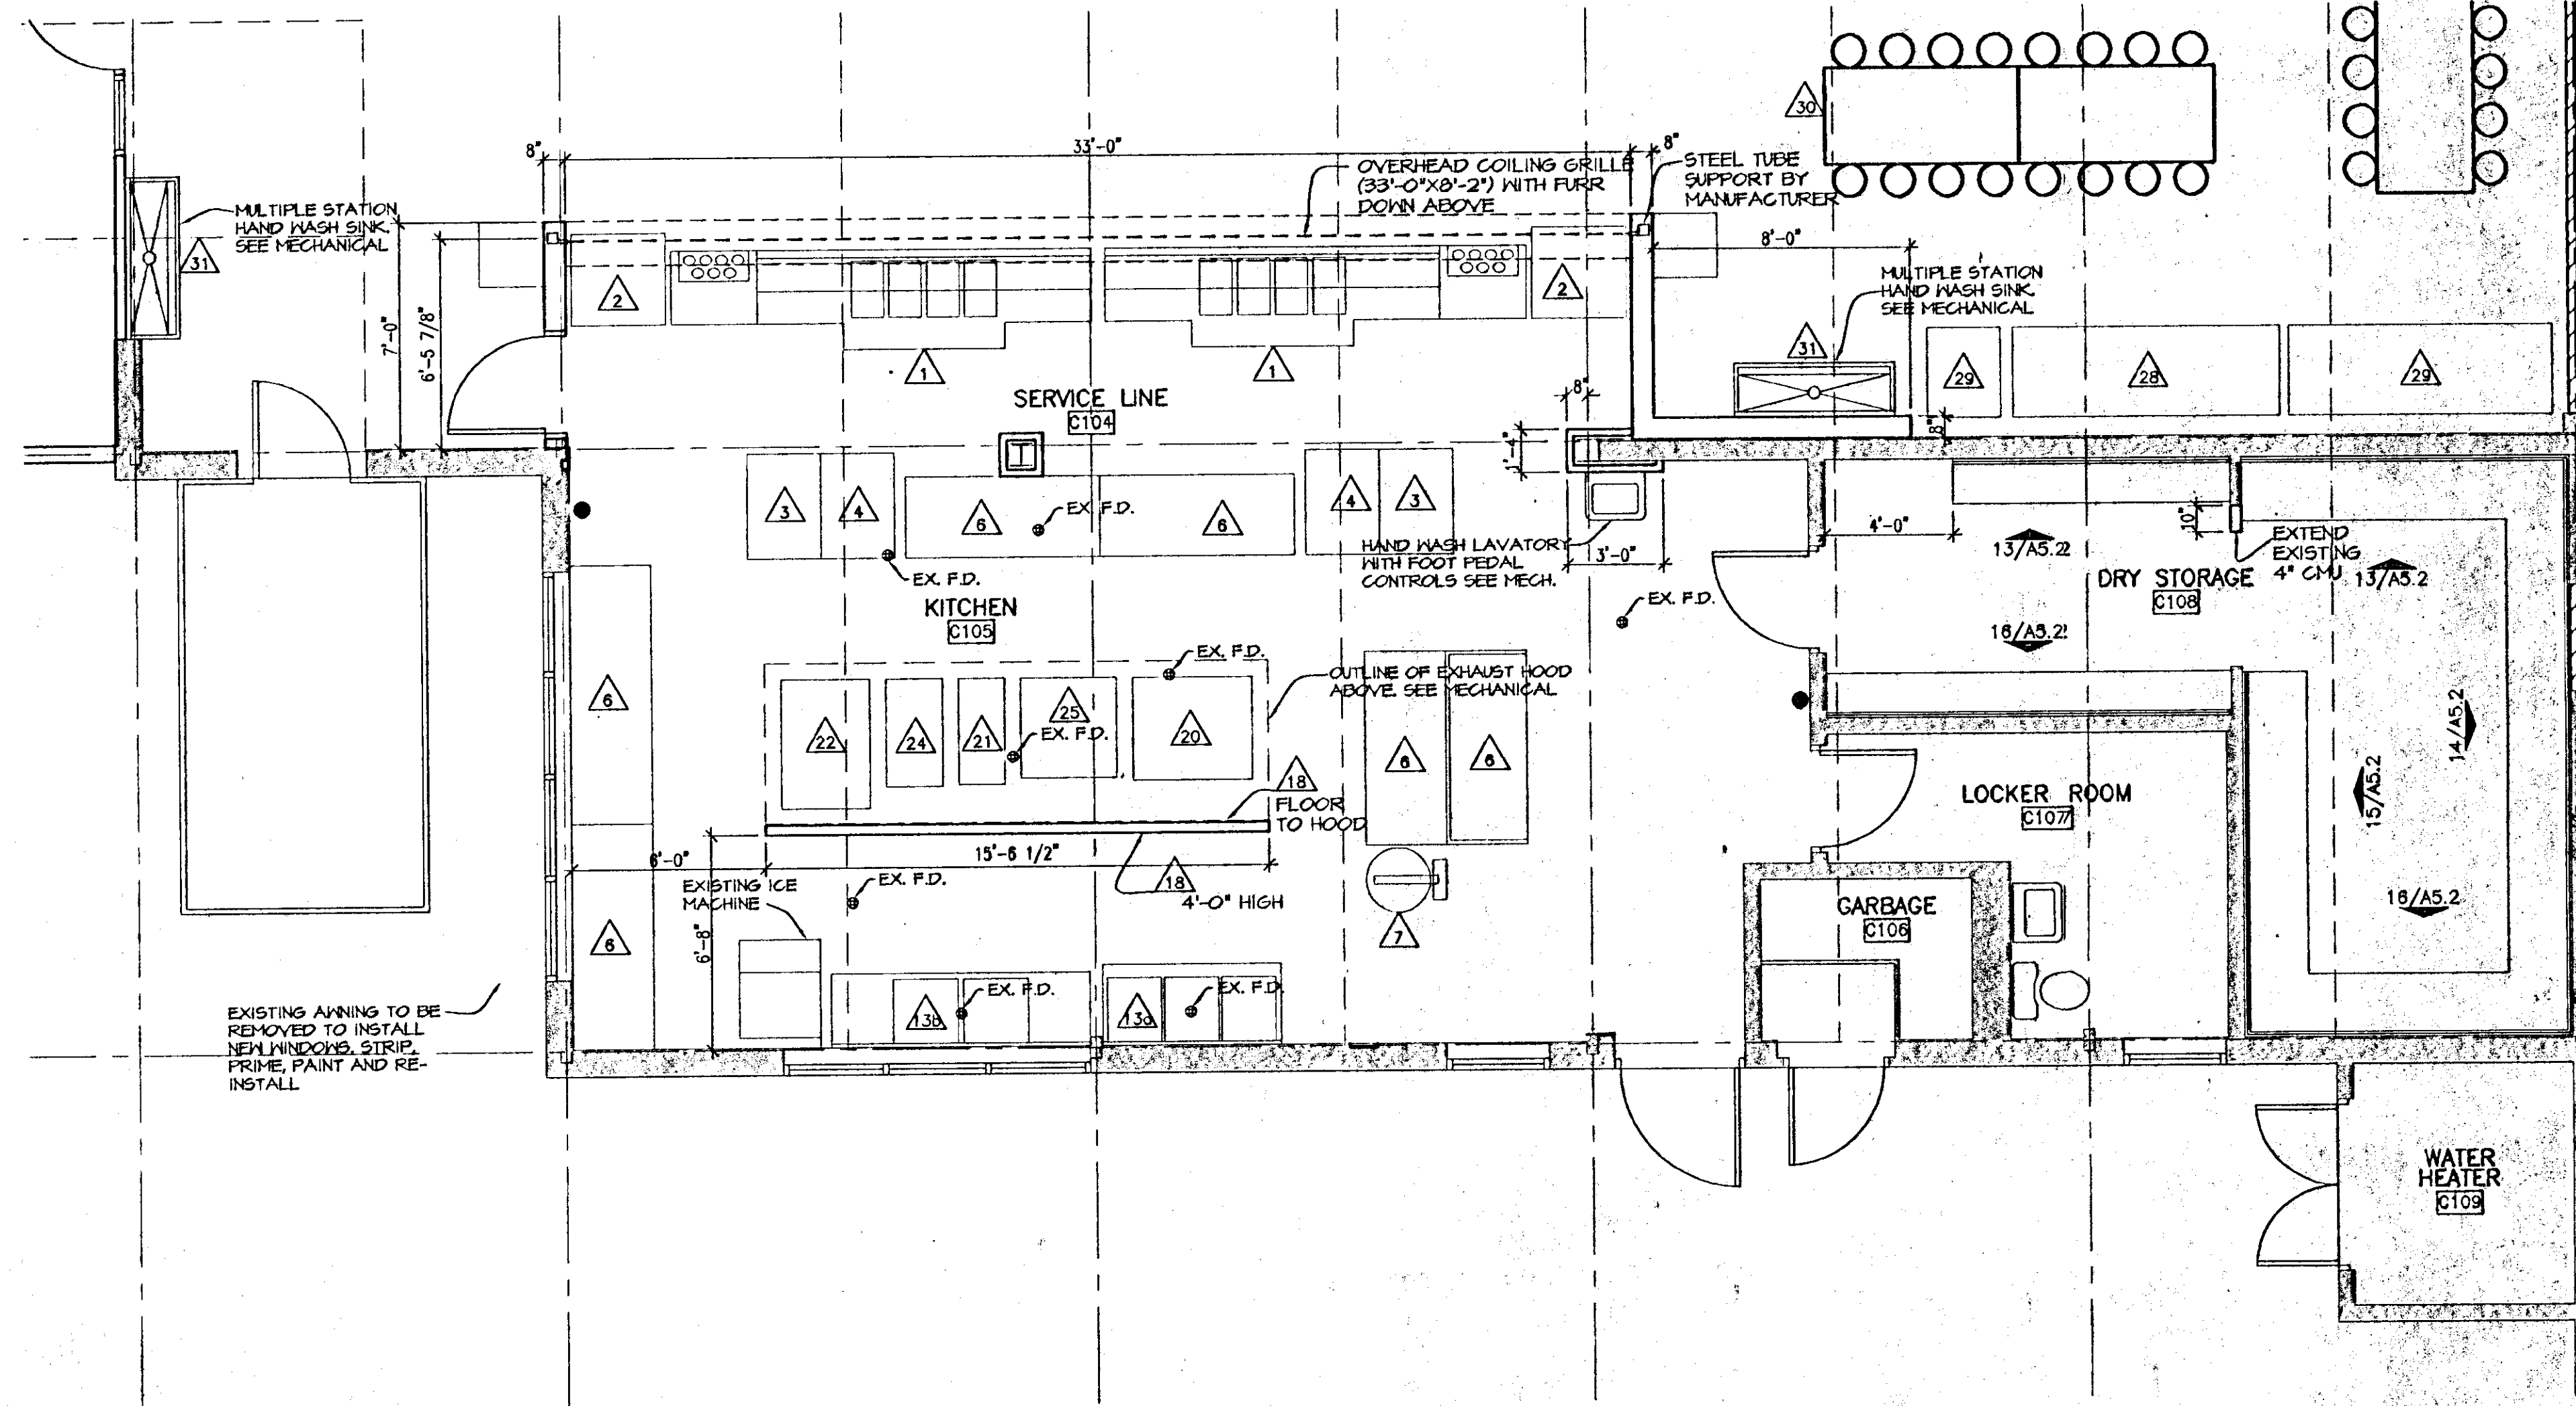 30
8"
33'-0"
8"
OVERHEAD COILING GRILLE
(33'-0"X8'-2") WITH FURR
DOWN ABOVE
STEEL TUBE
SUPPORT BY
MANUFACTURER
MULTIPLE STATION
HAND WASH SINK.
SEE MECHANICAL
31
7'-0"
6'-5 7/8"
2
2
8'-0"
MULTIPLE STATION
HAND WASH SINK.
SEE MECHANICAL
31
1
1
29
28
29
SERVICE LINE
C104
8"
8"
1'-4"
3
4
6
EX. F.D.
6
4
3
HAND WASH LAVATORY
WITH FOOT PEDAL
CONTROLS SEE MECH.
3'-0"
4'-0"
10"
EXTEND
EXISTING
4" CMU
13/A5.2
13/A5.2
DRY STORAGE
C108
EX. F.D.
KITCHEN
C105
EX. F.D.
16/A5.2
EX. F.D.
OUTLINE OF EXHAUST HOOD
ABOVE. SEE MECHANICAL
6
22
24
21
25
EX. F.D.
20
6
6
14/A5.2
15/A5.2
18
FLOOR
TO HOOD
LOCKER ROOM
C107
6'-0"
15'-6 1/2"
EXISTING ICE
MACHINE
EX. F.D.
18
4'-0" HIGH
6'-8"
6
7
GARBAGE
C106
16/A5.2
13b
EX. F.D.
13a
EX. F.D.
EXISTING AWNING TO BE
REMOVED TO INSTALL
NEW WINDOWS. STRIP,
PRIME, PAINT AND RE-
INSTALL
WATER
HEATER
C109